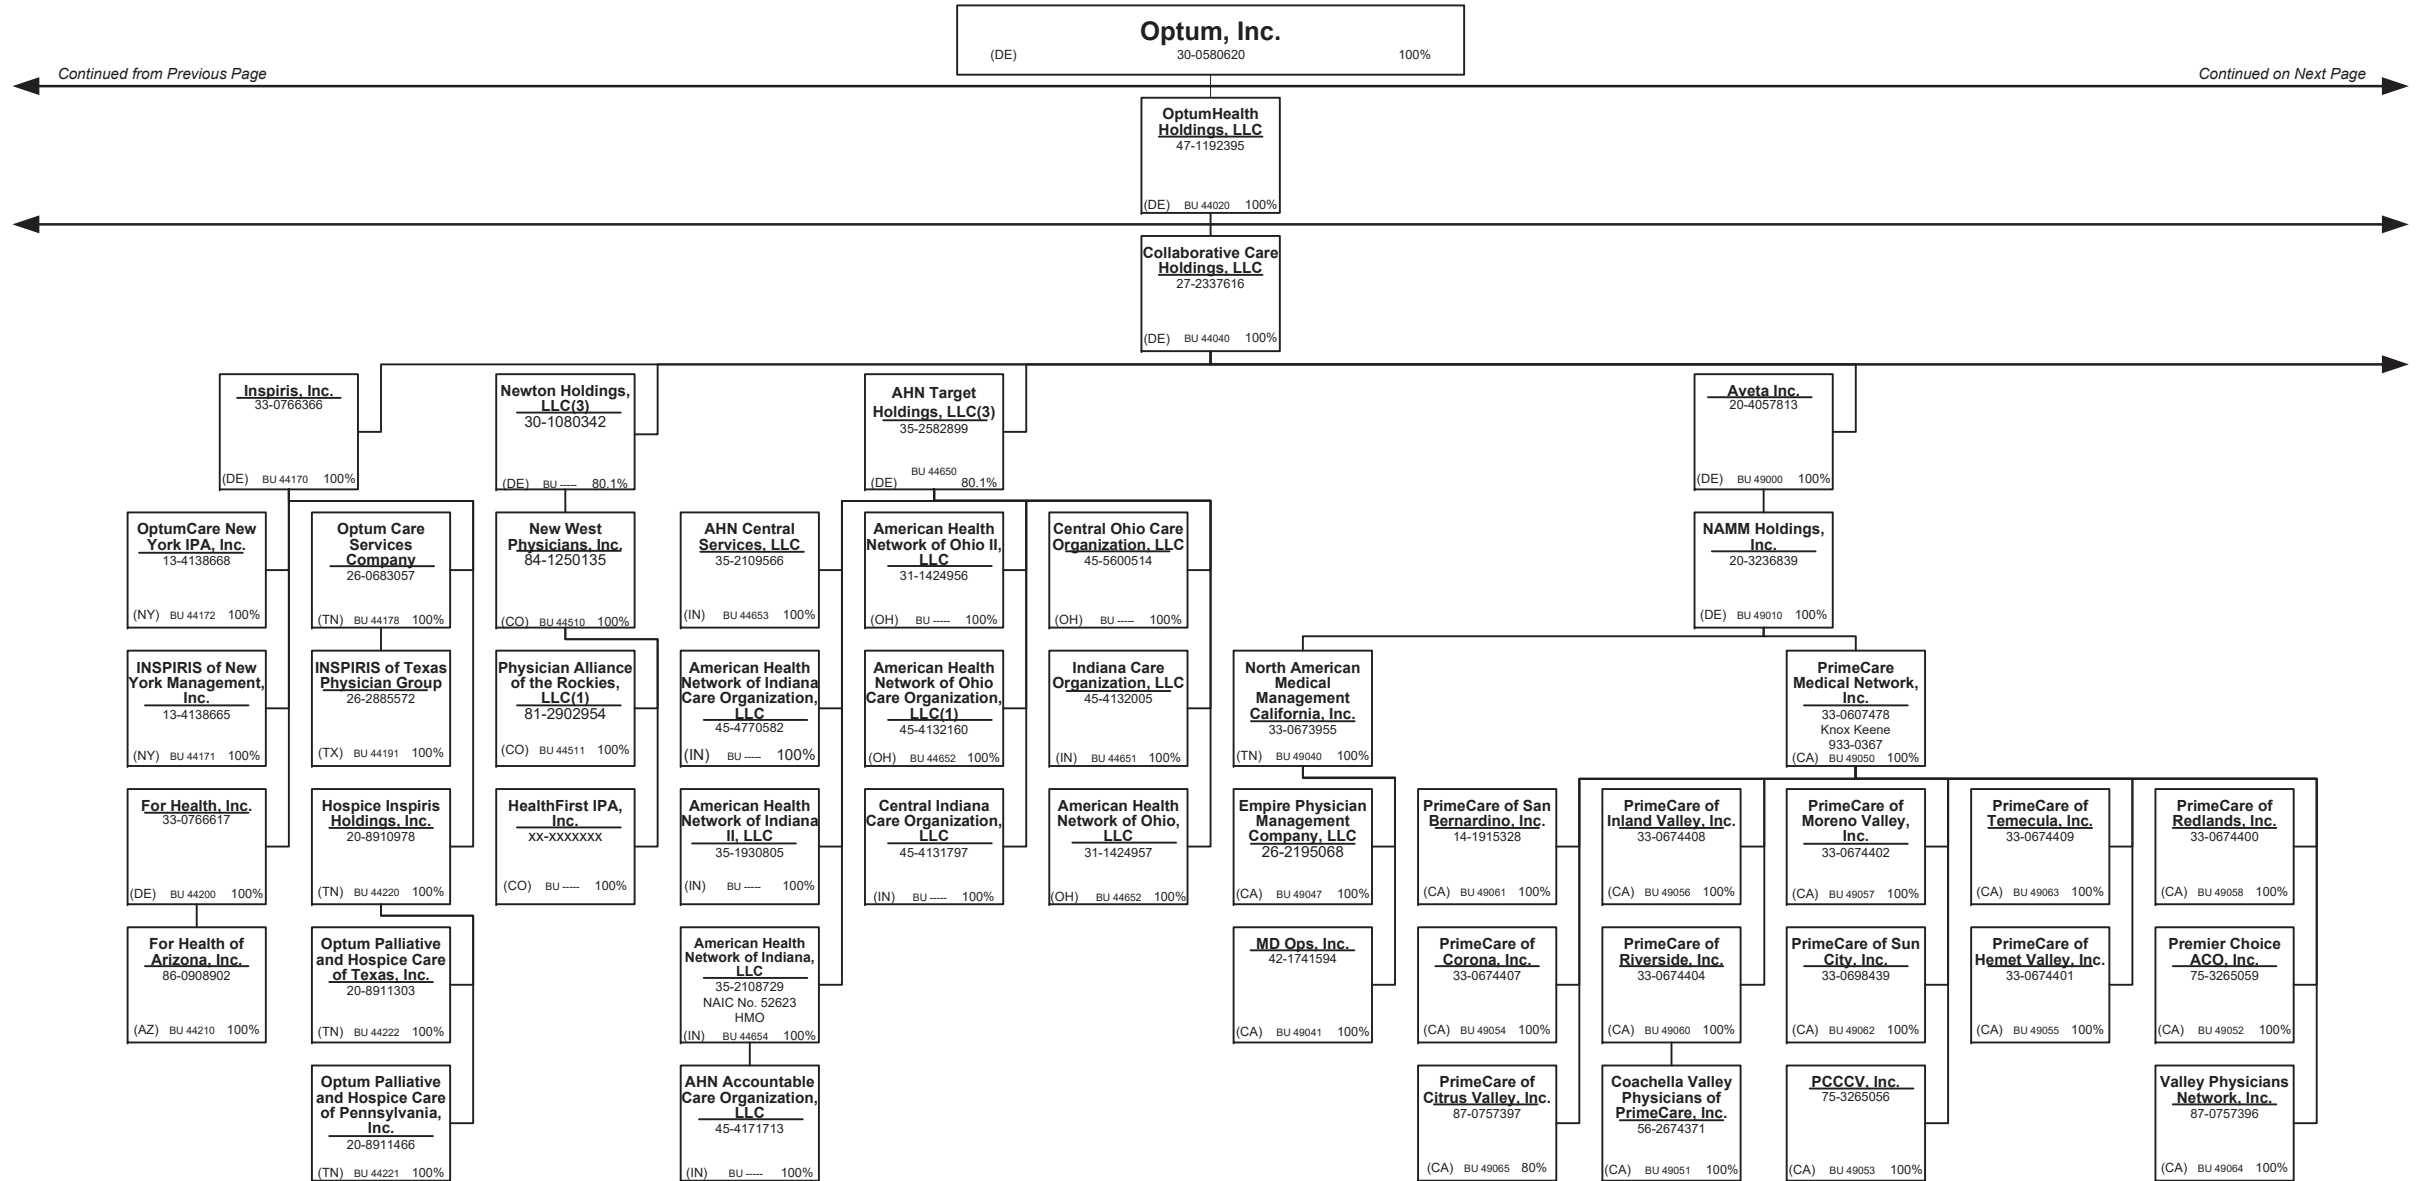 Optum, Inc.
(DE) 30-0580620 100%
Continued from Previous Page
Continued on Next Page
OptumHealth
Holdings, LLC
47-1192395
(DE) BU 44020 100%
Collaborative Care
Holdings, LLC
27-2337616
(DE) BU 44040 100%
Inspiris, Inc.
33-0766366
(DE) BU 44170 100%
Newton Holdings,
LLC(3)
30-1080342
(DE) BU ----- 80.1%
AHN Target
Holdings, LLC(3)
35-2582899
BU 44650
(DE) 80.1%
Aveta Inc.
20-4057813
(DE) BU 49000 100%
OptumCare New
York IPA, Inc.
13-4138668
(NY) BU 44172 100%
Optum Care
Services
Company
26-0683057
(TN) BU 44178 100%
New West
Physicians, Inc.
84-1250135
(CO) BU 44510 100%
AHN Central
Services, LLC
35-2109566
(IN) BU 44653 100%
American Health
Network of Ohio II,
LLC
31-1424956
(OH) BU ----- 100%
Central Ohio Care
Organization, LLC
45-5600514
(OH) BU ----- 100%
NAMM Holdings,
Inc.
20-3236839
(DE) BU 49010 100%
INSPIRIS of New
York Management,
Inc.
13-4138665
(NY) BU 44171 100%
INSPIRIS of Texas
Physician Group
26-2885572
(TX) BU 44191 100%
Physician Alliance
of the Rockies,
LLC(1)
81-2902954
(CO) BU 44511 100%
American Health
Network of Indiana
Care Organization,
LLC
45-4770582
(IN) BU ----- 100%
American Health
Network of Ohio
Care Organization,
LLC(1)
45-4132160
(OH) BU 44652 100%
Indiana Care
Organization, LLC
45-4132005
(IN) BU 44651 100%
North American
Medical
Management
California, Inc.
33-0673955
(TN) BU 49040 100%
PrimeCare
Medical Network,
Inc.
33-0607478
Knox Keene
933-0367
(CA) BU 49050 100%
For Health, Inc.
33-0766617
(DE) BU 44200 100%
Hospice Inspiris
Holdings, Inc.
20-8910978
(TN) BU 44220 100%
HealthFirst IPA,
Inc.
xx-xxxxxxx
(CO) BU ----- 100%
American Health
Network of Indiana
II, LLC
35-1930805
(IN) BU ----- 100%
Central Indiana
Care Organization,
LLC
45-4131797
(IN) BU ----- 100%
American Health
Network of Ohio,
LLC
31-1424957
(OH) BU 44652 100%
Empire Physician
Management
Company, LLC
26-2195068
(CA) BU 49047 100%
PrimeCare of San
Bernardino, Inc.
14-1915328
(CA) BU 49061 100%
PrimeCare of
Inland Valley, Inc.
33-0674408
(CA) BU 49056 100%
PrimeCare of
Moreno Valley,
Inc.
33-0674402
(CA) BU 49057 100%
PrimeCare of
Temecula, Inc.
33-0674409
(CA) BU 49063 100%
PrimeCare of
Redlands, Inc.
33-0674400
(CA) BU 49058 100%
For Health of
Arizona, Inc.
86-0908902
(AZ) BU 44210 100%
Optum Palliative
and Hospice Care
of Texas, Inc.
20-8911303
(TN) BU 44222 100%
American Health
Network of Indiana,
LLC
35-2108729
NAIC No. 52623
HMO
(IN) BU 44654 100%
MD Ops, Inc.
42-1741594
(CA) BU 49041 100%
PrimeCare of
Corona, Inc.
33-0674407
(CA) BU 49054 100%
PrimeCare of
Riverside, Inc.
33-0674404
(CA) BU 49060 100%
PrimeCare of Sun
City, Inc.
33-0698439
(CA) BU 49062 100%
PrimeCare of
Hemet Valley, Inc.
33-0674401
(CA) BU 49055 100%
Premier Choice
ACO, Inc.
75-3265059
(CA) BU 49052 100%
Optum Palliative
and Hospice Care
of Pennsylvania,
Inc.
20-8911466
(TN) BU 44221 100%
AHN Accountable
Care Organization,
LLC
45-4171713
(IN) BU ----- 100%
PrimeCare of
Citrus Valley, Inc.
87-0757397
(CA) BU 49065 80%
Coachella Valley
Physicians of
PrimeCare, Inc.
56-2674371
(CA) BU 49051 100%
PCCCV, Inc.
75-3265056
(CA) BU 49053 100%
Valley Physicians
Network, Inc.
87-0757396
(CA) BU 49064 100%